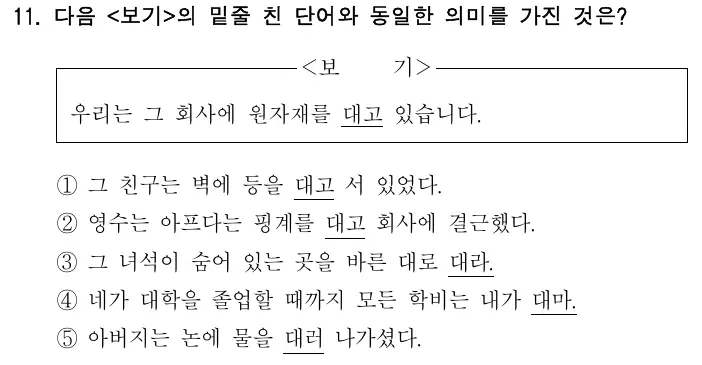 11. 다음 <보기>의 밑줄 친 단어와 동일한 의미를 가진 것은?
<보 기>
우리는 그 회사에 원자재를 대고 있습니다.
① 그 친구는 벽에 등을 대고 서 있었다.
② 영수는 아프다는 핑계를 대고 회사에 결근했다.
③ 그 녀석이 숨어 있는 곳을 바른 대로 대라.
④ 네가 대학을 졸업할 때까지 모든 학비는 내가 대마.
⑤ 아버지는 논에 물을 대러 나가셨다.